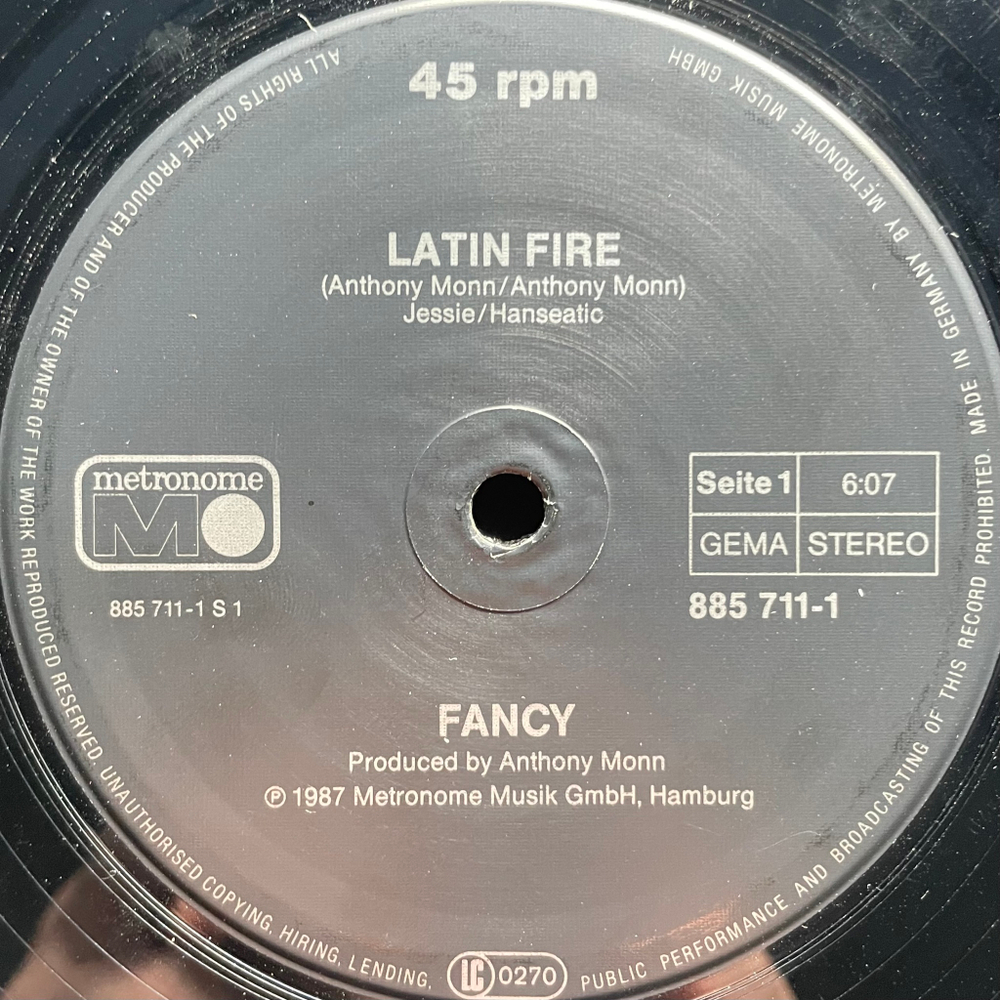 45 rpm
LATIN FIRE
(Anthony Monn/Anthony Monn)
Jessie/Hanseatic
metronome
MO
885 711-1 S 1
Seite 1 6:07
GEMA STEREO
885 711-1
FANCY
Produced by Anthony Monn
℗ 1987 Metronome Musik GmbH, Hamburg
LC 0270
ALL RIGHTS OF THE PRODUCER AND OF THE OWNER OF THE WORK REPRODUCED RESERVED. UNAUTHORISED COPYING, HIRING, LENDING, PUBLIC PERFORMANCE AND BROADCASTING OF THIS RECORD PROHIBITED. MADE IN GERMANY BY METRONOME MUSIK GMBH